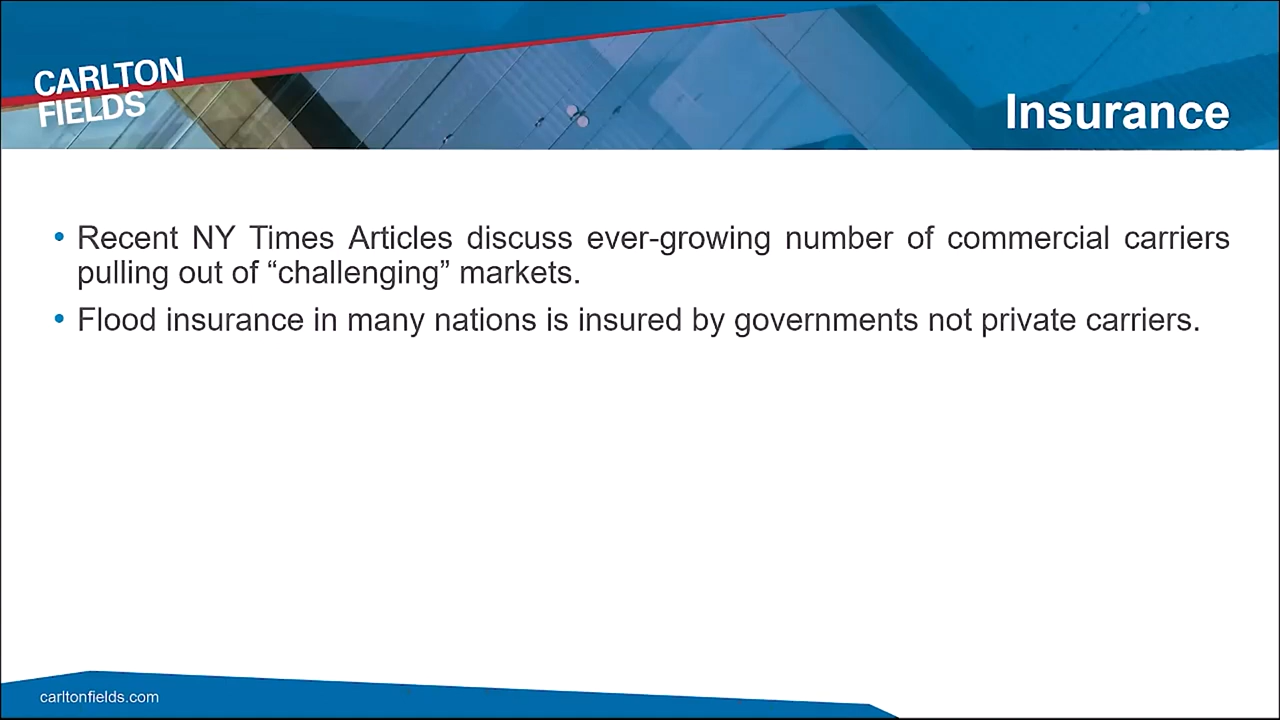 CARLTON
FIELDS
Insurance
• Recent NY Times Articles discuss ever-growing number of commercial carriers
pulling out of “challenging” markets.
• Flood insurance in many nations is insured by governments not private carriers.
carltonfields.com